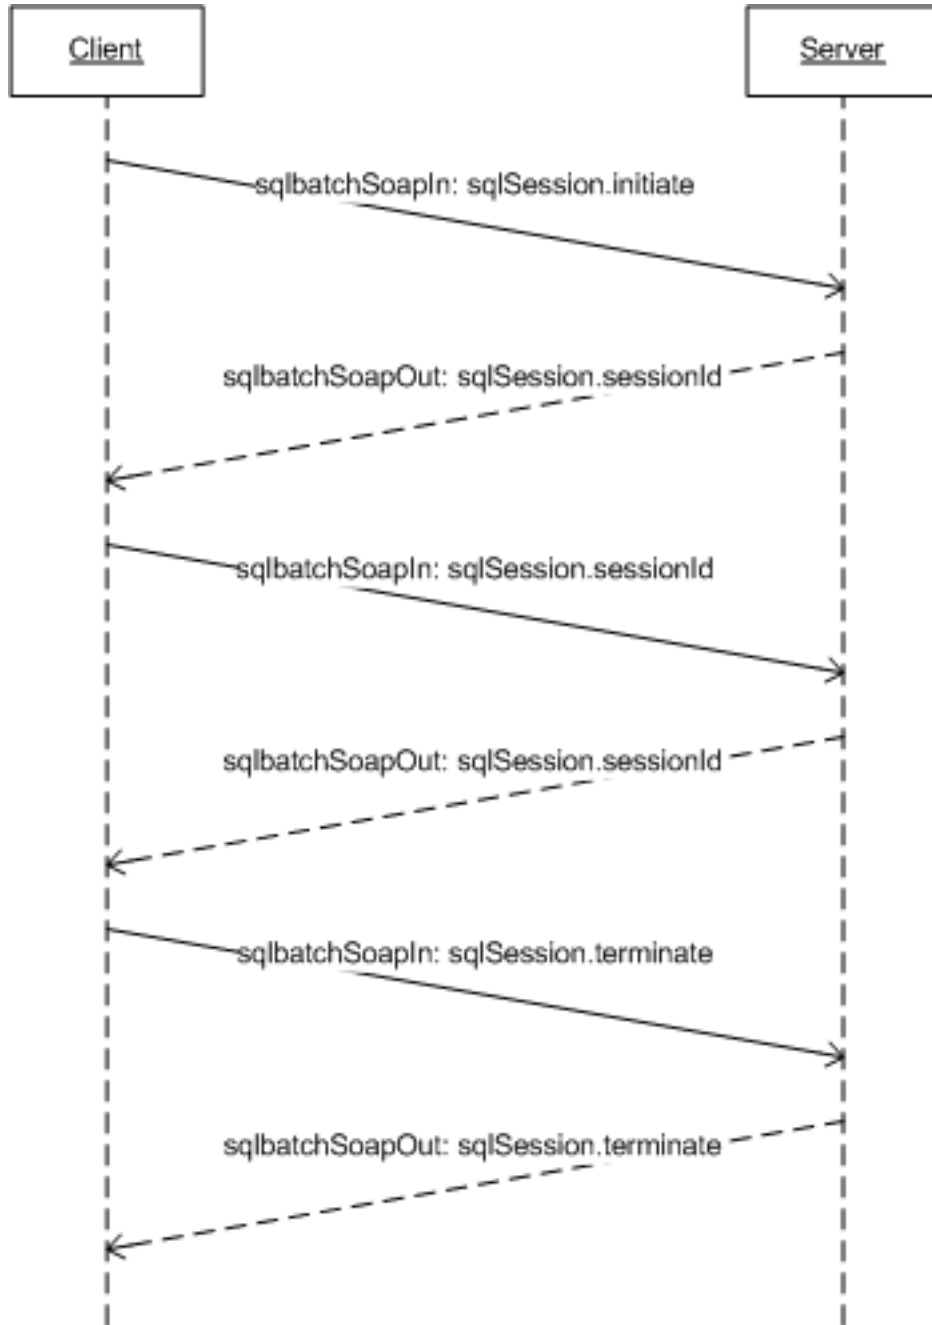 Client
Server
sqlbatchSoapIn: sqlSession.initiate
sqlbatchSoapOut: sqlSession.sessionId
sqlbatchSoapIn: sqlSession.sessionId
sqlbatchSoapOut: sqlSession.sessionId
sqlbatchSoapIn: sqlSession.terminate
sqlbatchSoapOut: sqlSession.terminate